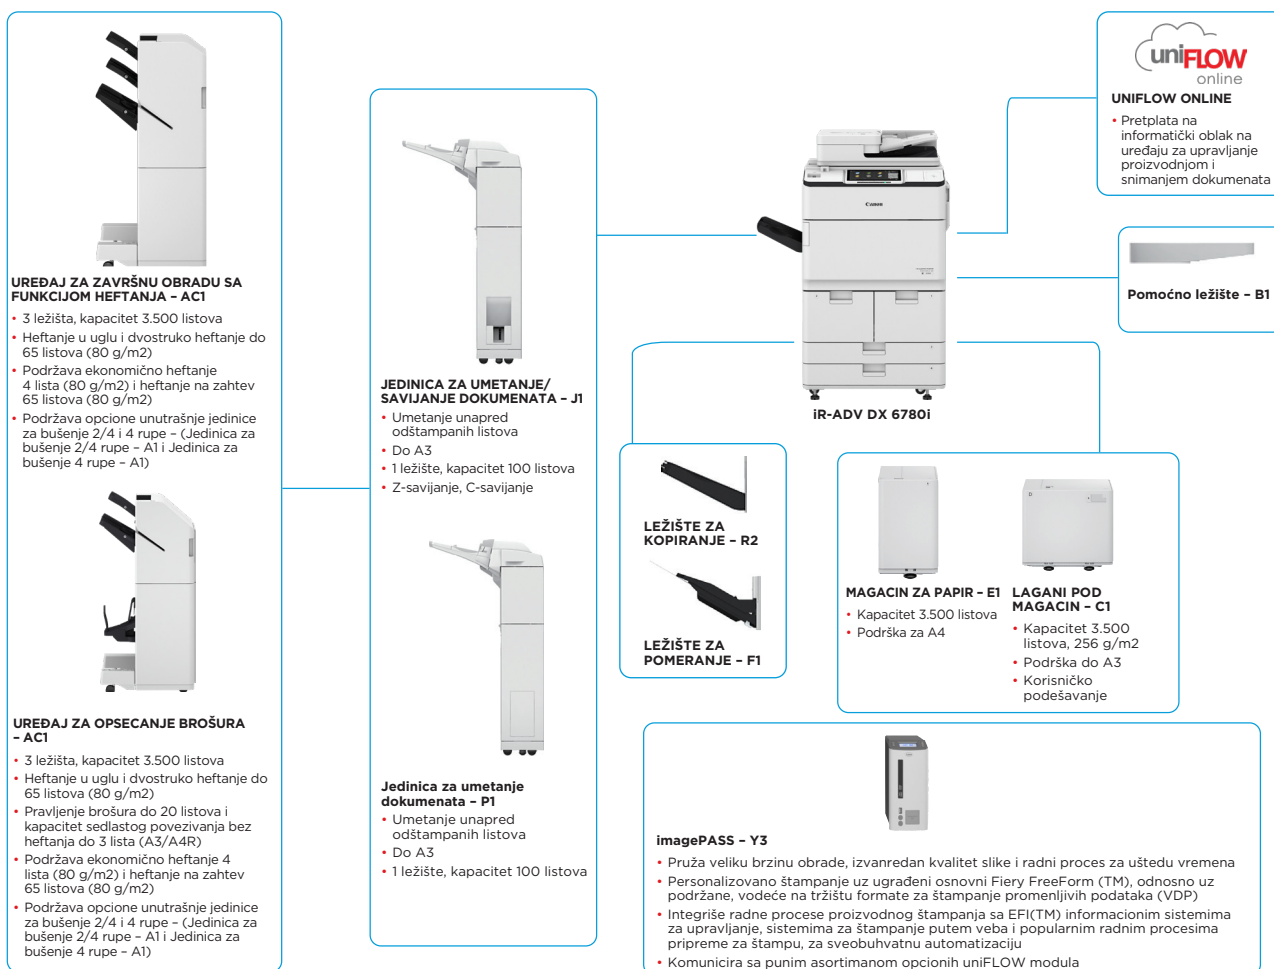 UREĐAJ ZA ZAVRŠNU OBRADU SA
FUNKCIJOM HEFTANJA – AC1
• 3 ležišta, kapacitet 3.500 listova
• Heftanje u uglu i dvostruko heftanje do
65 listova (80 g/m2)
• Podržava ekonomično heftanje
4 lista (80 g/m2) i heftanje na zahtev
65 listova (80 g/m2)
• Podržava opcione unutrašnje jedinice
za bušenje 2/4 i 4 rupe – (Jedinica za
bušenje 2/4 rupe – A1 i Jedinica za
bušenje 4 rupe – A1)
UREĐAJ ZA OPSECANJE BROŠURA
– AC1
• 3 ležišta, kapacitet 3.500 listova
• Heftanje u uglu i dvostruko heftanje do
65 listova (80 g/m2)
• Pravljenje brošura do 20 listova i
kapacitet sedlastog povezivanja bez
heftanja do 3 lista (A3/A4R)
• Podržava ekonomično heftanje 4
lista (80 g/m2) i heftanje na zahtev
65 listova (80 g/m2)
• Podržava opcione unutrašnje jedinice
za bušenje 2/4 i 4 rupe – (Jedinica za
bušenje 2/4 rupe – A1 i Jedinica za
bušenje 4 rupe – A1)
JEDINICA ZA UMETANJE/
SAVIJANJE DOKUMENATA – J1
• Umetanje unapred
odštampanih listova
• Do A3
• 1 ležište, kapacitet 100 listova
• Z-savijanje, C-savijanje
Jedinica za umetanje
dokumenata – P1
• Umetanje unapred
odštampanih listova
• Do A3
• 1 ležište, kapacitet 100 listova
Canon
iR-ADV DX 6780i
uniFLOW
online
UNIFLOW ONLINE
• Pretplata na
informatički oblak na
uređaju za upravljanje
proizvodnjom i
snimanjem dokumenata
Pomoćno ležište – B1
LEŽIŠTE ZA
KOPIRANJE – R2
LEŽIŠTE ZA
POMERANJE – F1
MAGACIN ZA PAPIR – E1
• Kapacitet 3.500 listova
• Podrška za A4
LAGANI POD
MAGACIN – C1
• Kapacitet 3.500
listova, 256 g/m2
• Podrška do A3
• Korisničko
podešavanje
imagePASS – Y3
• Pruža veliku brzinu obrade, izvanredan kvalitet slike i radni proces za uštedu vremena
• Personalizovano štampanje uz ugrađeni osnovni Fiery FreeForm (TM), odnosno uz
podržane, vodeće na tržištu formate za štampanje promenljivih podataka (VDP)
• Integriše radne procese proizvodnog štampanja sa EFI(TM) informacionim sistemima
za upravljanje, sistemima za štampanje putem veba i popularnim radnim procesima
pripreme za štampu, za sveobuhvatnu automatizaciju
• Komunicira sa punim asortimanom opcionih uniFLOW modula